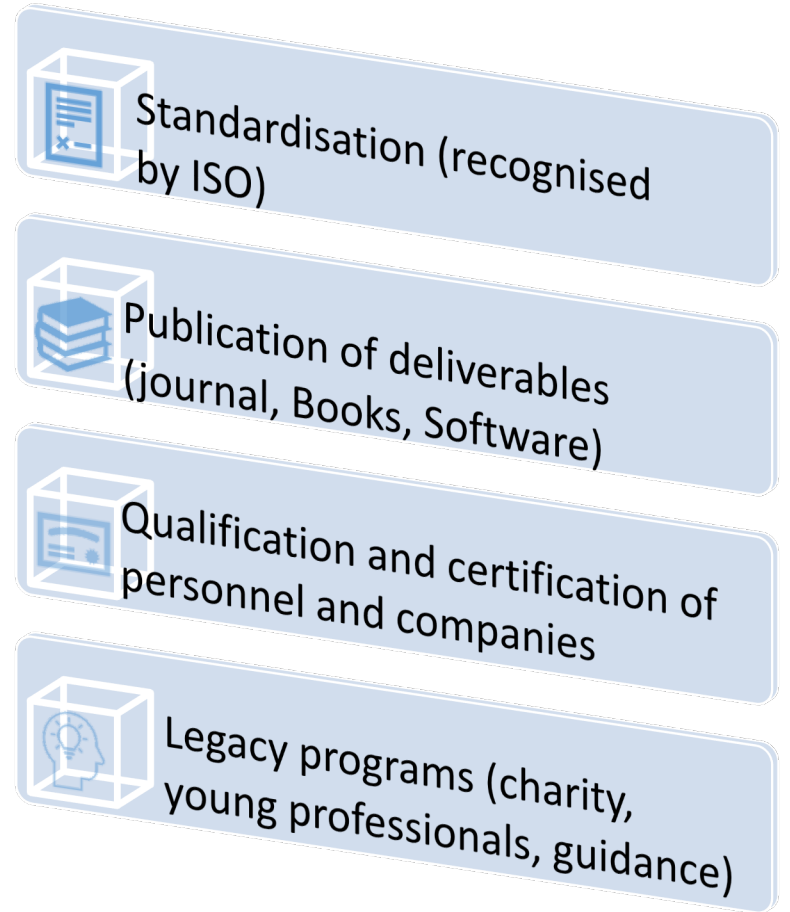 Standardisation (recognised
by ISO)
Publication of deliverables
(journal, Books, Software)
Qualification and certification of
personnel and companies
Legacy programs (charity,
young professionals, guidance)